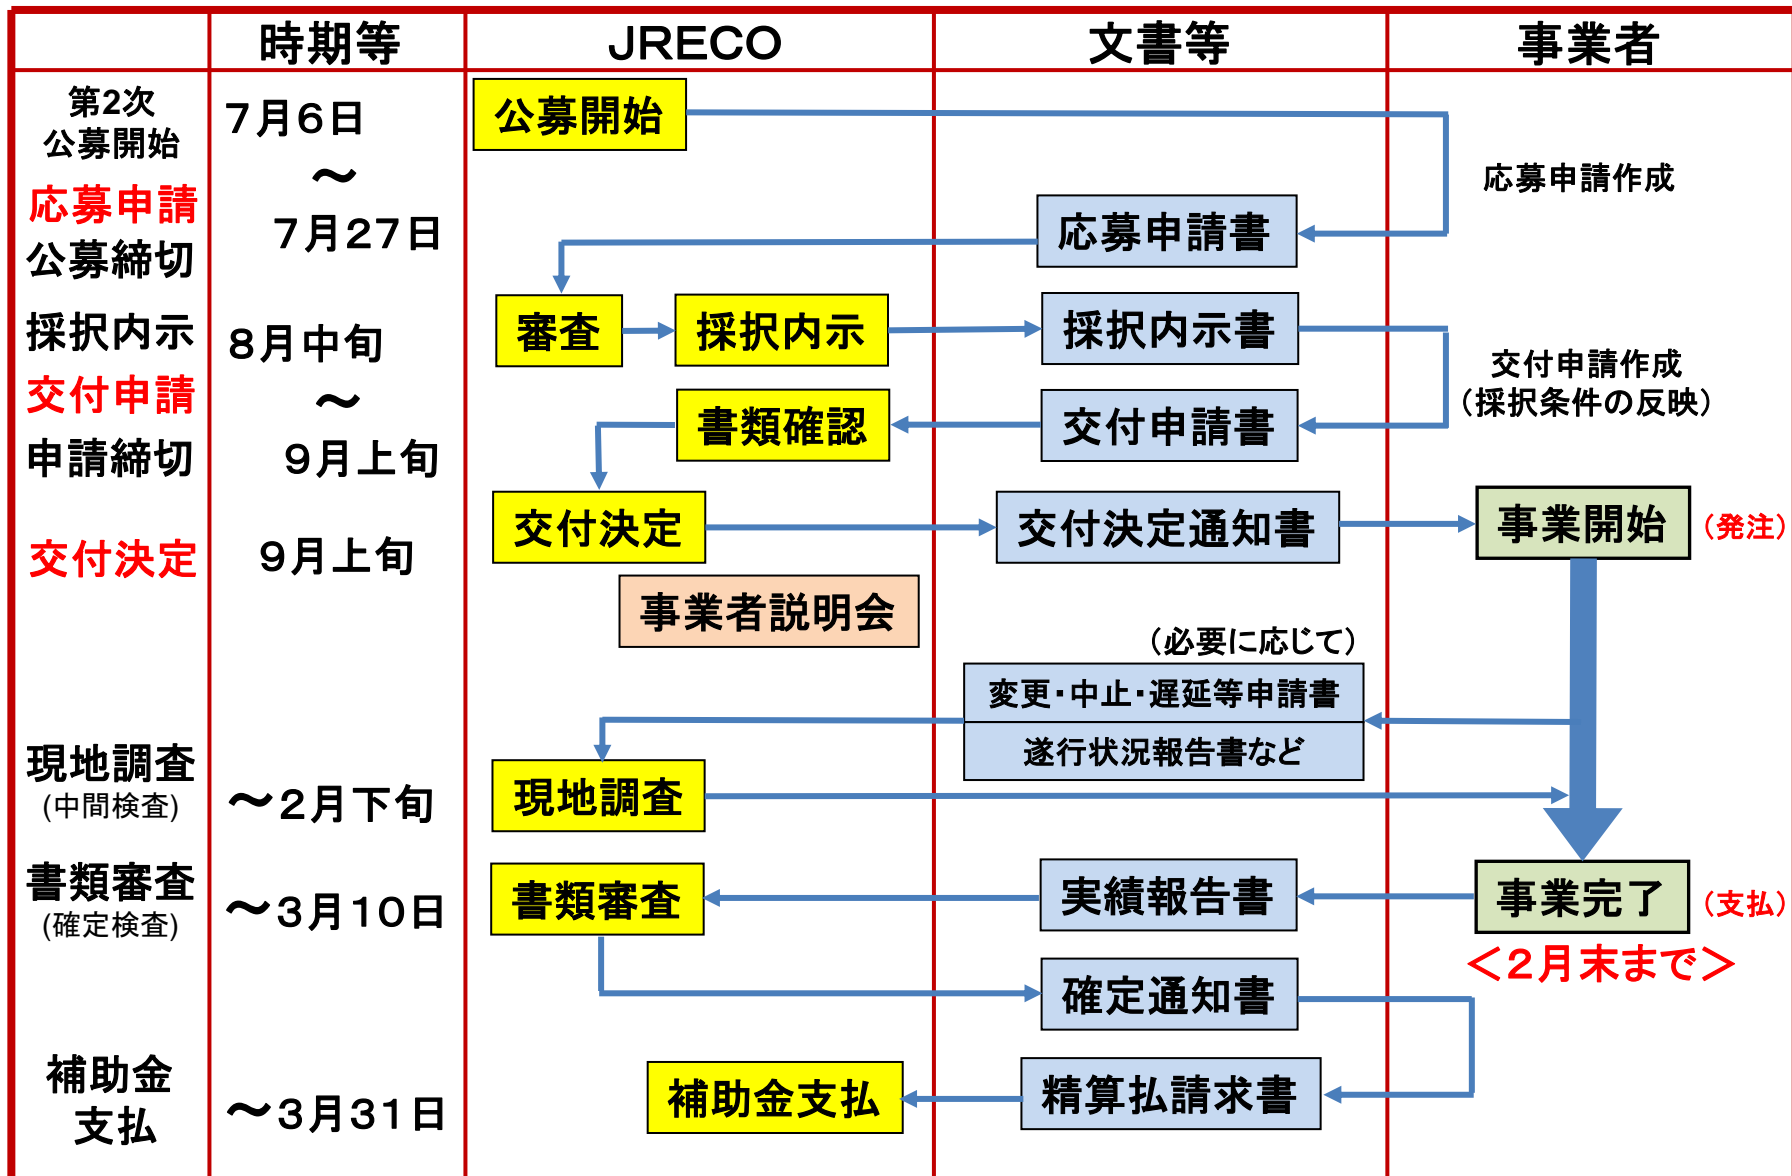 時期等
JRECO
文書等
事業者
第2次
公募開始
7月6日
公募開始
~
応募申請作成
応募申請
7月27日
応募申請書
公募締切
採択内示
8月中旬
審査
採択内示
採択内示書
交付申請作成
(採択条件の反映)
交付申請
~
書類確認
交付申請書
申請締切
9月上旬
交付決定
9月上旬
交付決定
交付決定通知書
事業開始
(発注)
事業者説明会
(必要に応じて)
変更・中止・遅延等申請書
遂行状況報告書など
現地調査
(中間検査)
~2月下旬
現地調査
書類審査
(確定検査)
~3月10日
書類審査
実績報告書
事業完了
(支払)
<2月末まで>
確定通知書
補助金
支払
~3月31日
補助金支払
精算払請求書